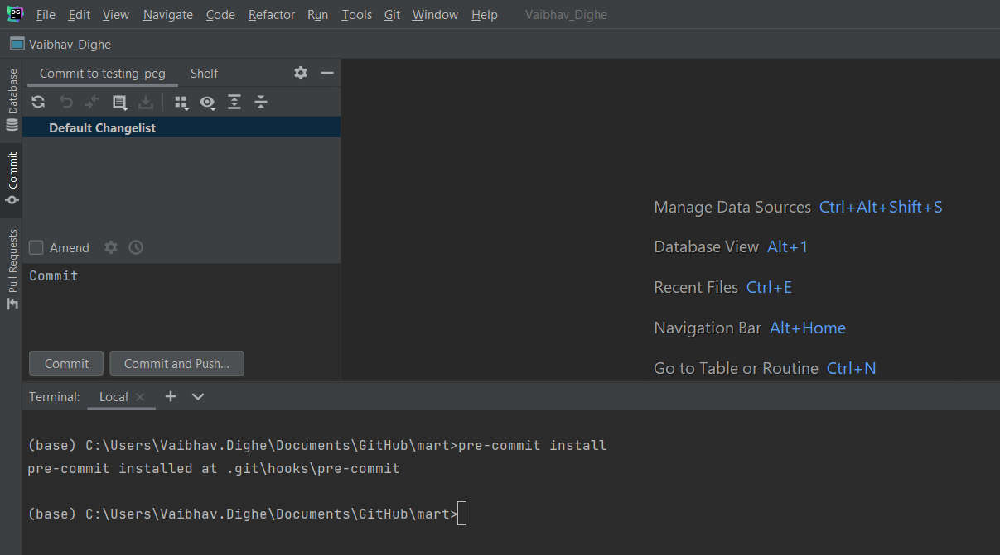 DG File Edit View Navigate Code Refactor Run Tools Git Window Help Vaibhav_Dighe
Vaibhav_Dighe
Database
Commit
Pull Requests
Commit to testing_peg Shelf
Default Changelist
Amend
Commit
Commit Commit and Push...
Manage Data Sources Ctrl+Alt+Shift+S
Database View Alt+1
Recent Files Ctrl+E
Navigation Bar Alt+Home
Go to Table or Routine Ctrl+N
Terminal: Local
(base) C:\Users\Vaibhav.Dighe\Documents\GitHub\mart>pre-commit install
pre-commit installed at .git\hooks\pre-commit
(base) C:\Users\Vaibhav.Dighe\Documents\GitHub\mart>